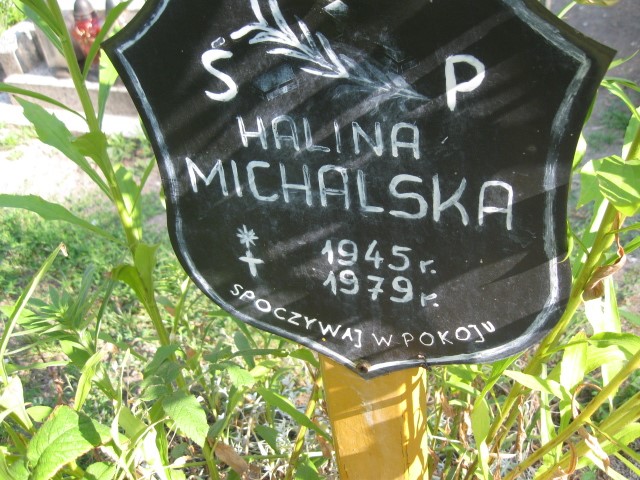 Ś P
HALINA
MICHALSKA
* 1945 r.
† 1979 r.
SPOCZYWAJ W POKOJU